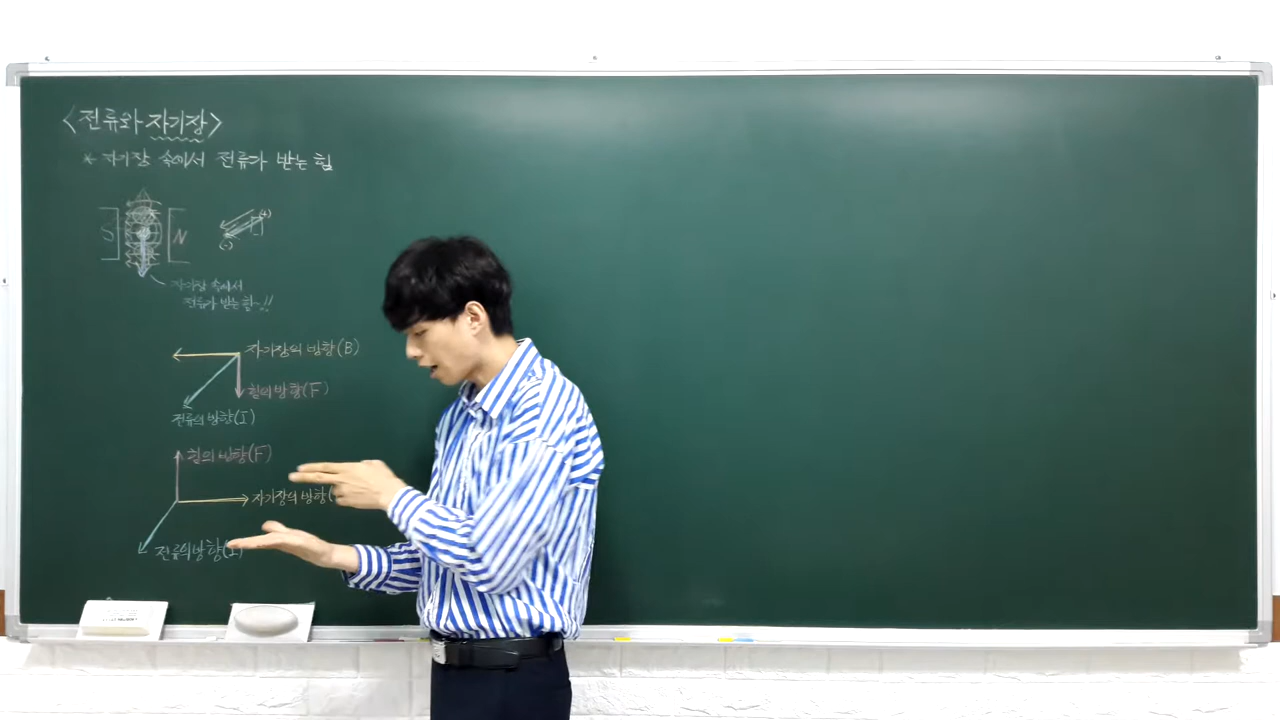 <전류와 자기장>
* 자기장 속에서 전류가 받는 힘
S N
(+)
(-)
자기장 속에서
전류가 받는 힘~!!
자기장의 방향(B)
힘의 방향(F)
전류의 방향(I)
힘의 방향(F)
자기장의 방향(
전류의 방향(I)